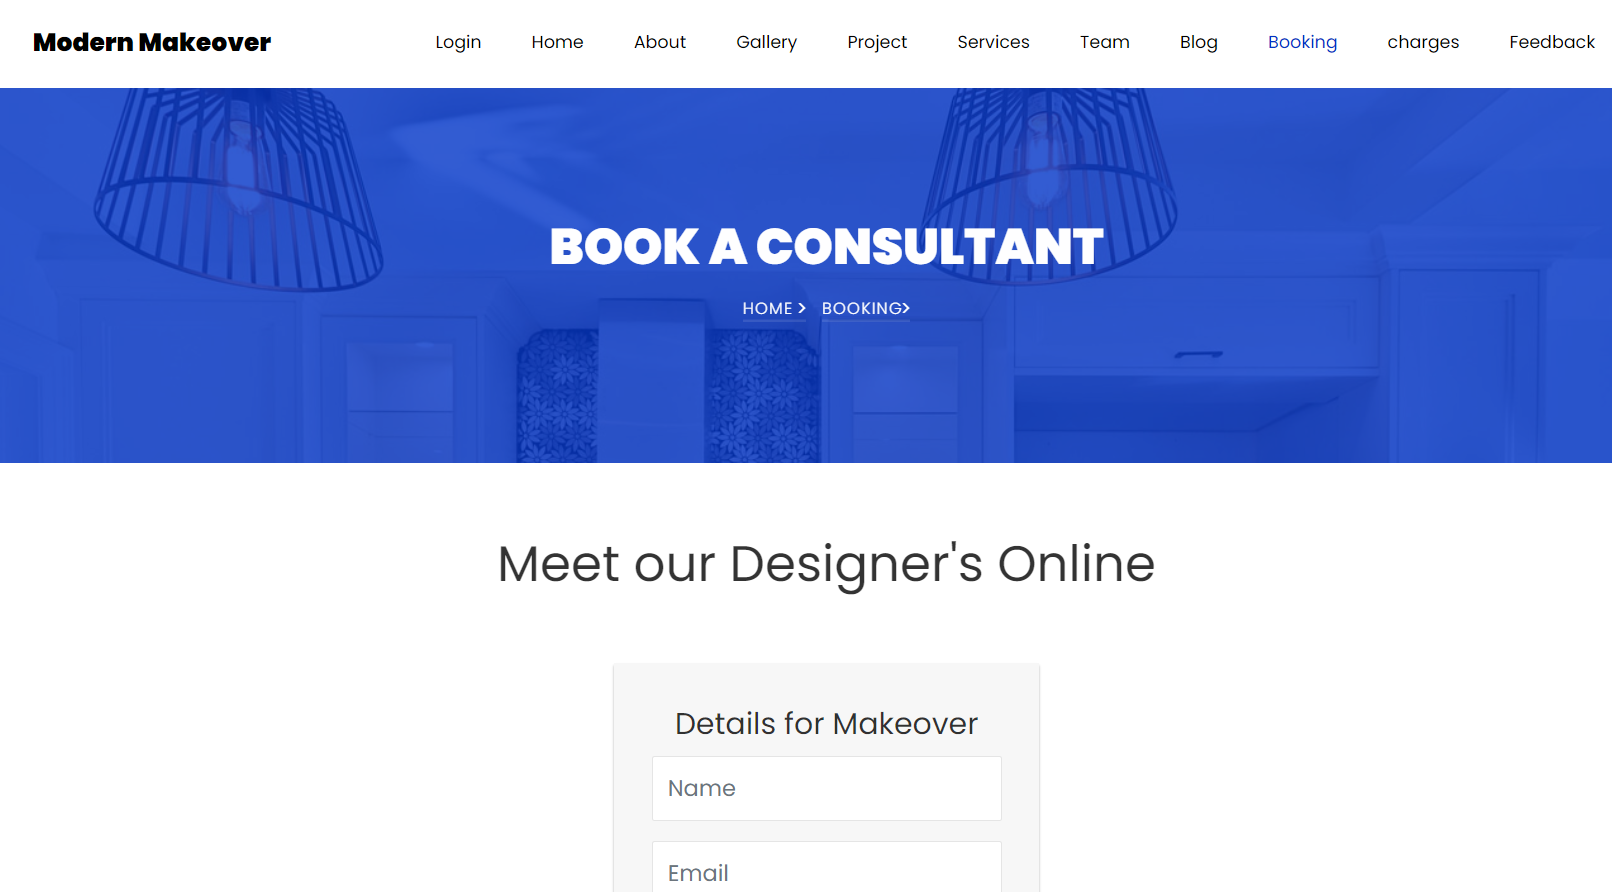 Modern Makeover Login Home About Gallery Project Services Team Blog Booking charges Feedback
BOOK A CONSULTANT
HOME > BOOKING>
Meet our Designer's Online
Details for Makeover
Name
Email